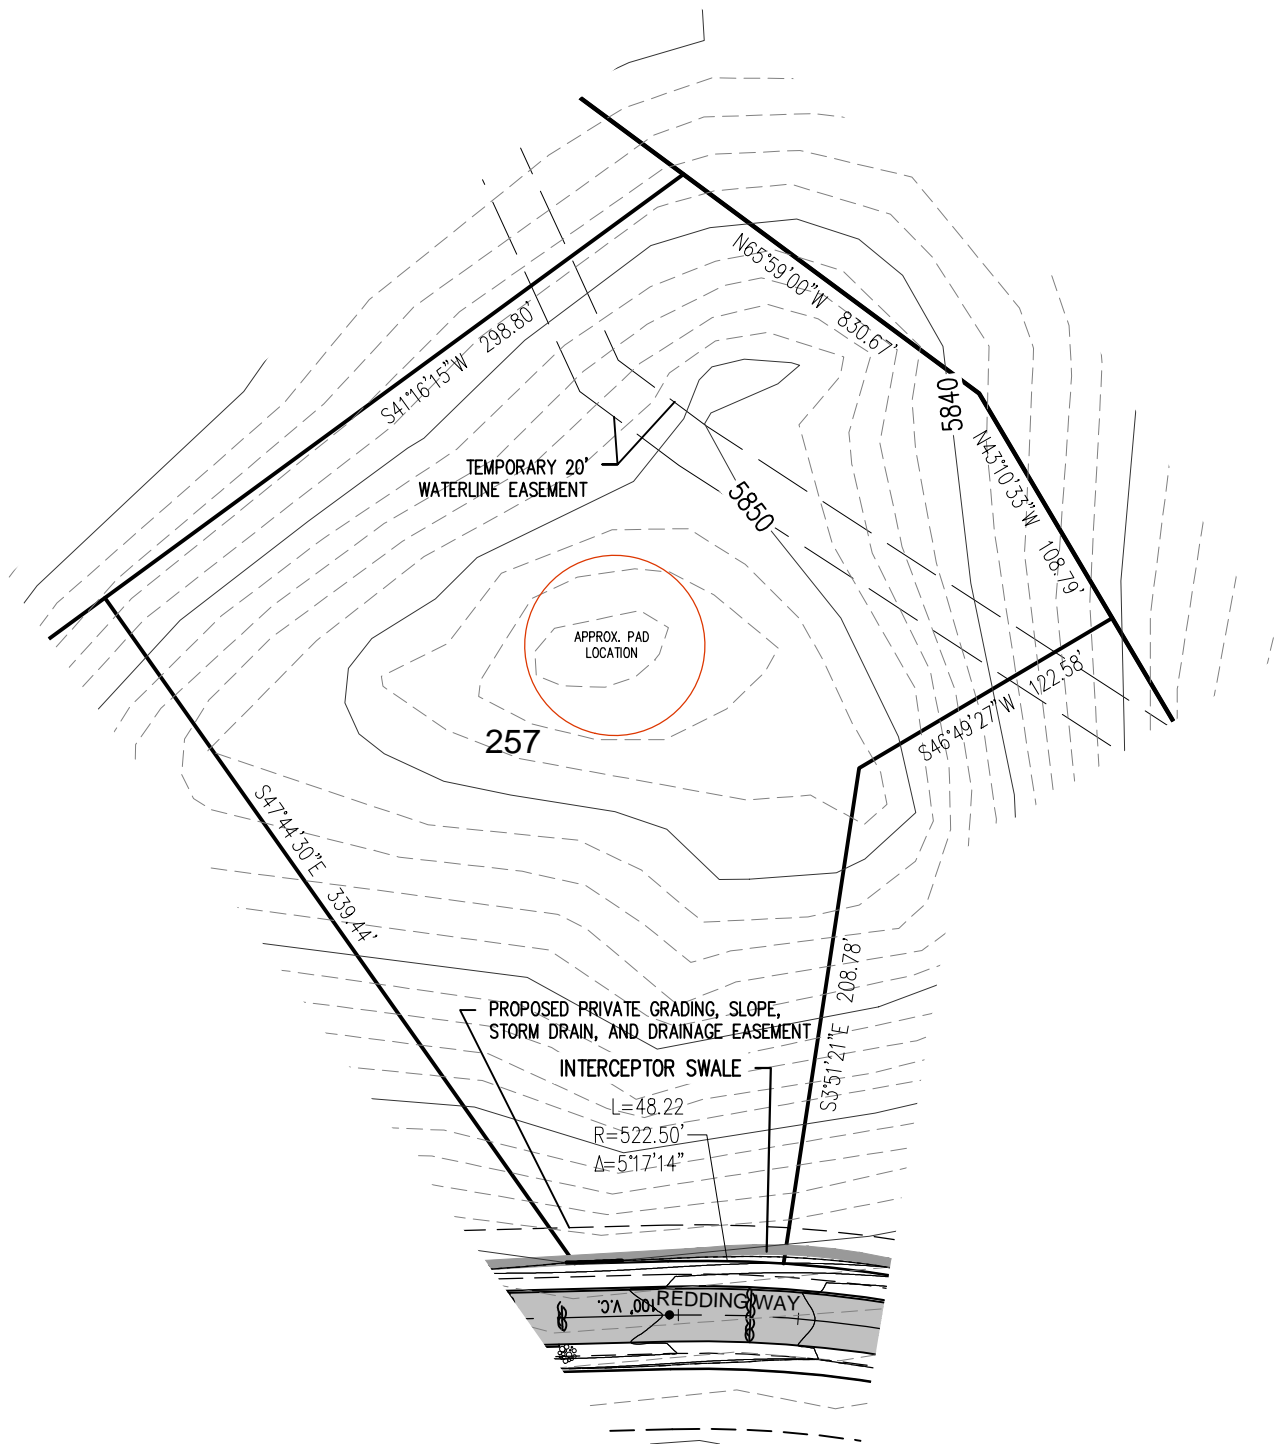 N65°59'00"W 830.67'
S41°16'15"W 298.80'
5840
N43°10'33"W 108.79'
TEMPORARY 20'
WATERLINE EASEMENT
5850
APPROX. PAD
LOCATION
S46°49'27"W 122.58'
257
S47°44'30"E 339.44'
S3°51'21"E 208.78'
PROPOSED PRIVATE GRADING, SLOPE,
STORM DRAIN, AND DRAINAGE EASEMENT
INTERCEPTOR SWALE
L=48.22
R=522.50'
Δ=5°17'14"
REDDING WAY
100' V.C.